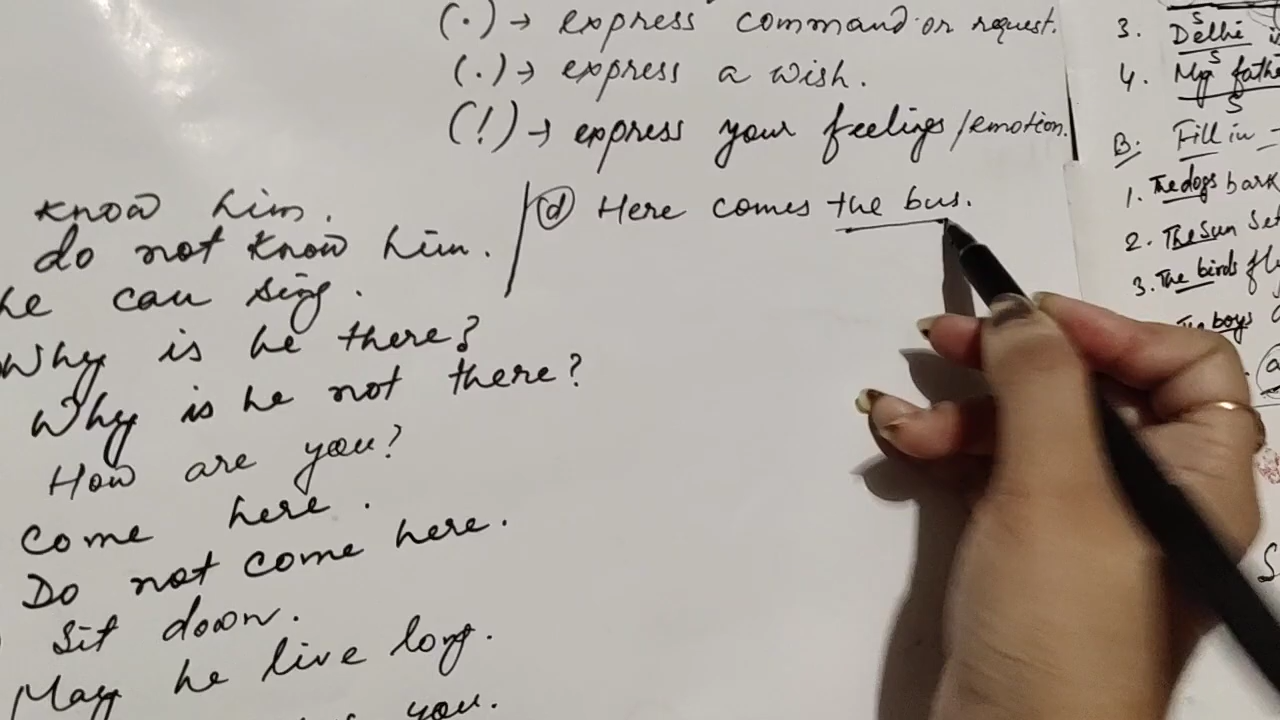 (.) → express command or request.
(.) → express a wish.
(!) → express your feelings/emotion.
know him.
do not know him.
he can sing.
Why is he there?
Why is he not there?
How are you?
Come here.
Do not come here.
Sit down.
May he live long.
you.
(d) Here comes the bus.
3. Delhi
S
4. My
S
S
B. Fill in
1. The dogs bark
2. The Sun
3. The birds
boys
(a)
S